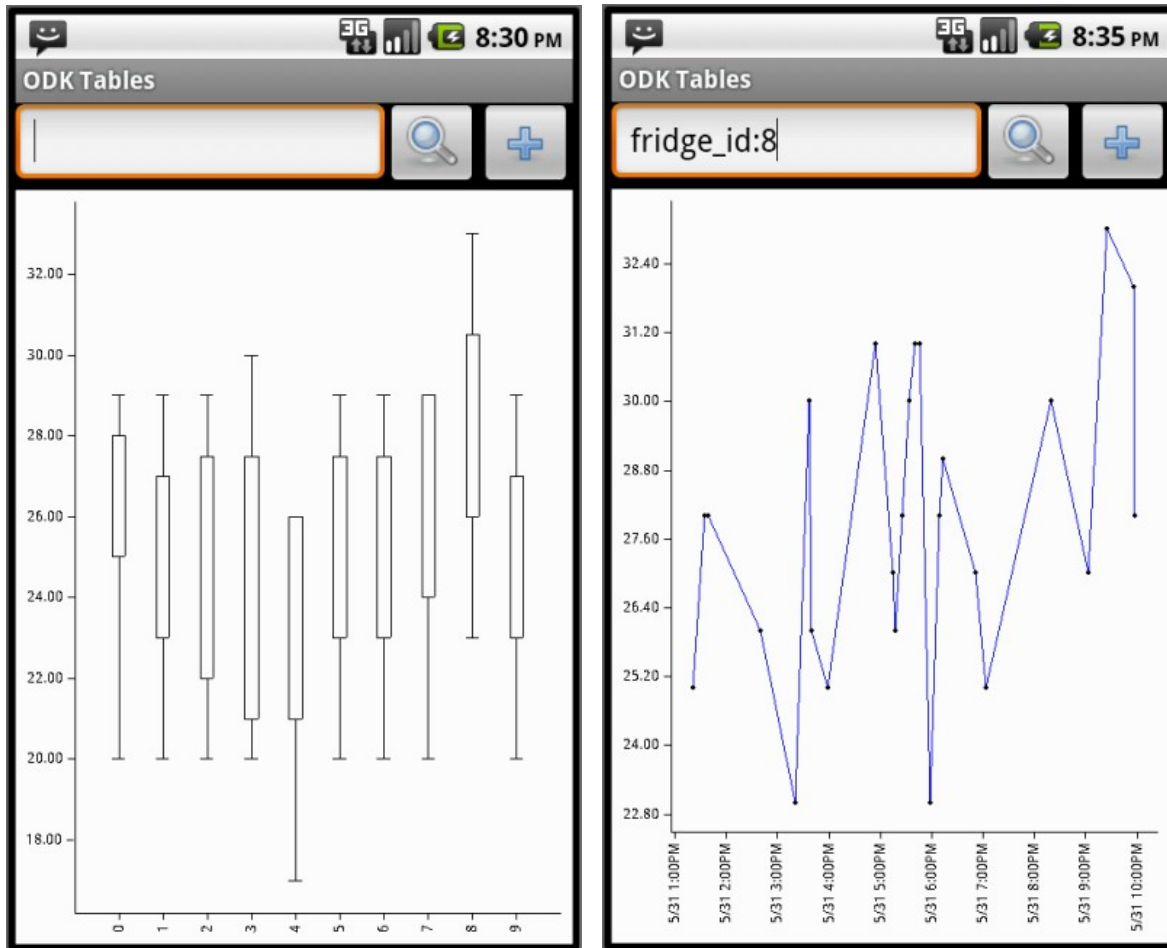 3G 8:30 PM
ODK Tables
32.00
30.00
28.00
26.00
24.00
22.00
20.00
18.00
0 1 2 3 4 5 6 7 8 9
3G 8:35 PM
ODK Tables
fridge_id:8
32.40
31.20
30.00
28.80
27.60
26.40
25.20
24.00
22.80
5/31 1:00PM
5/31 2:00PM
5/31 3:00PM
5/31 4:00PM
5/31 5:00PM
5/31 6:00PM
5/31 7:00PM
5/31 8:00PM
5/31 9:00PM
5/31 10:00PM